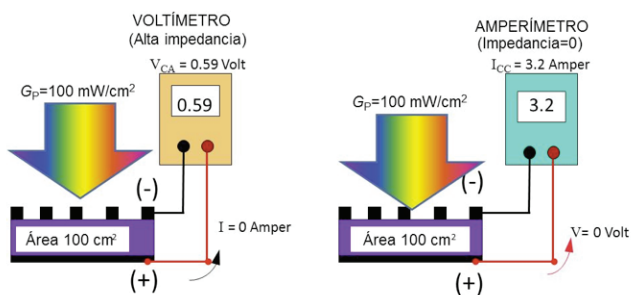 VOLTÍMETRO
(Alta impedancia)
V_CA = 0.59 Volt
G_P=100 mW/cm²
0.59
(-)
Área 100 cm²
I = 0 Amper
(+)
AMPERÍMETRO
(Impedancia=0)
I_CC = 3.2 Amper
G_P=100 mW/cm²
3.2
(-)
Área 100 cm²
V= 0 Volt
(+)